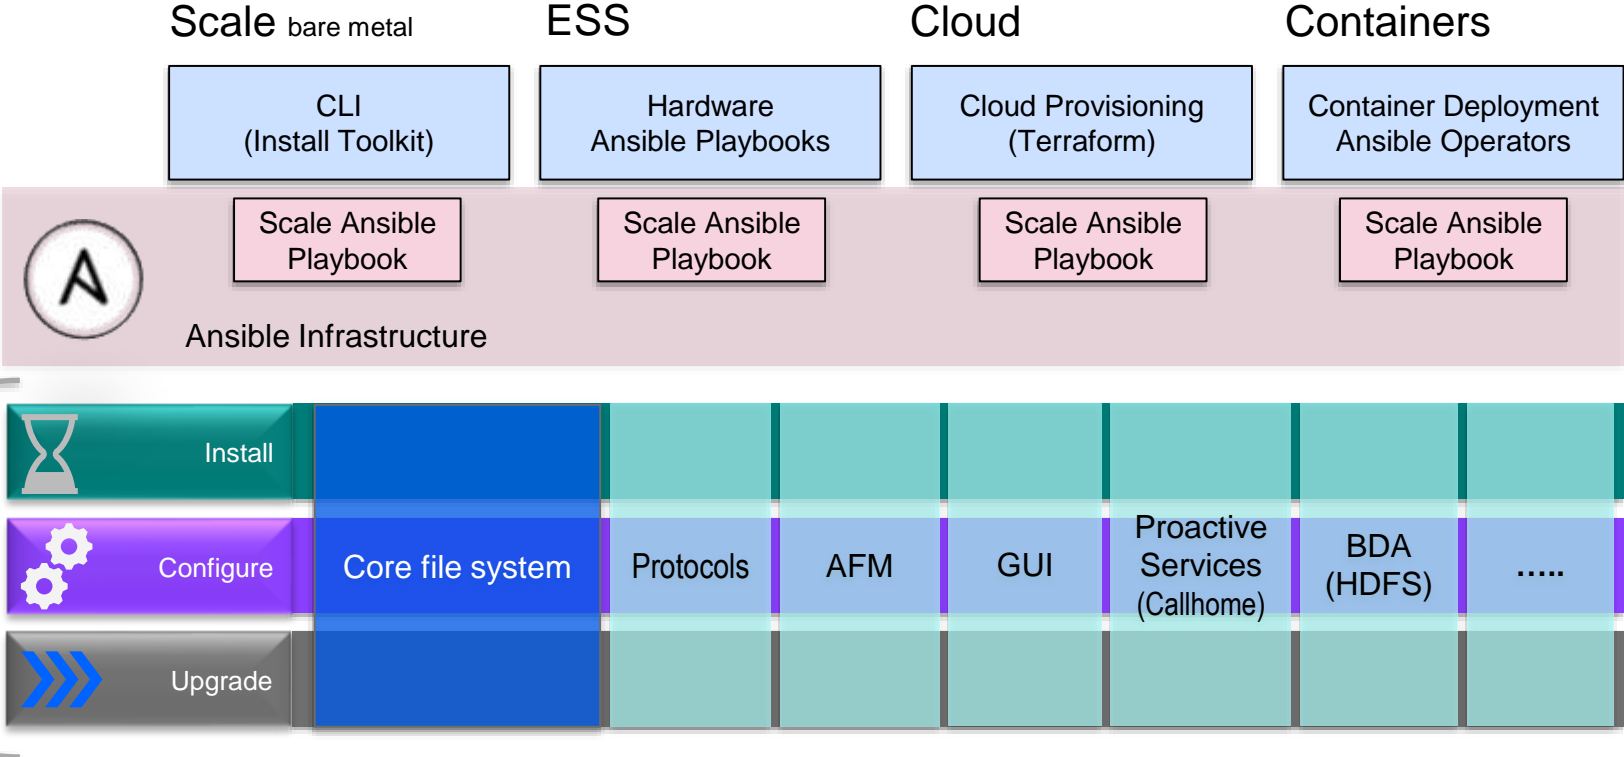 Scale bare metal
ESS
Cloud
Containers
CLI
(Install Toolkit)
Hardware
Ansible Playbooks
Cloud Provisioning
(Terraform)
Container Deployment
Ansible Operators
Scale Ansible
Playbook
Scale Ansible
Playbook
Scale Ansible
Playbook
Scale Ansible
Playbook
A
Ansible Infrastructure
Install
Configure
Core file system
Protocols
AFM
GUI
Proactive
Services
(Callhome)
BDA
(HDFS)
.....
Upgrade